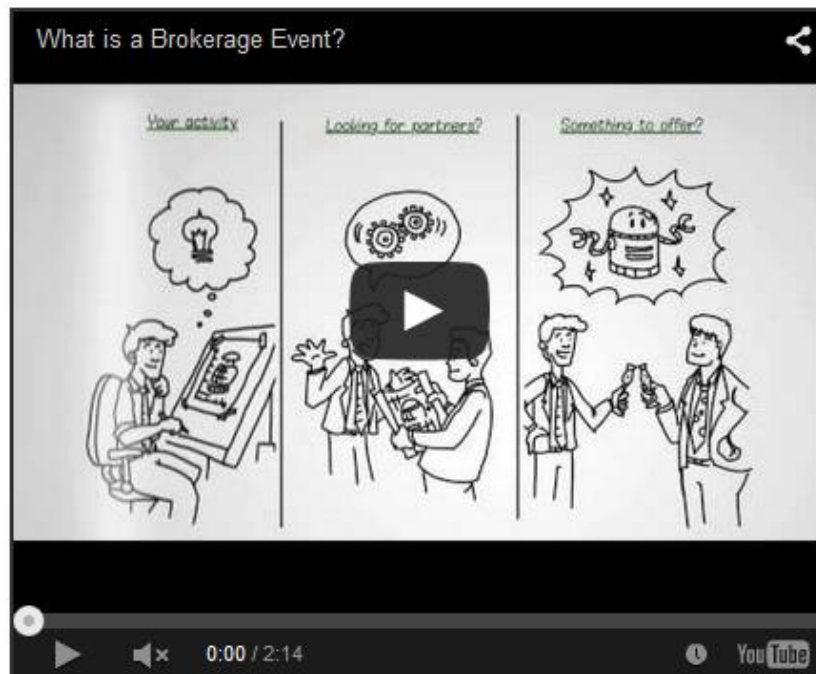 What is a Brokerage Event?
Your activity
Looking for partners?
Something to offer?
0:00 / 2:14
YouTube